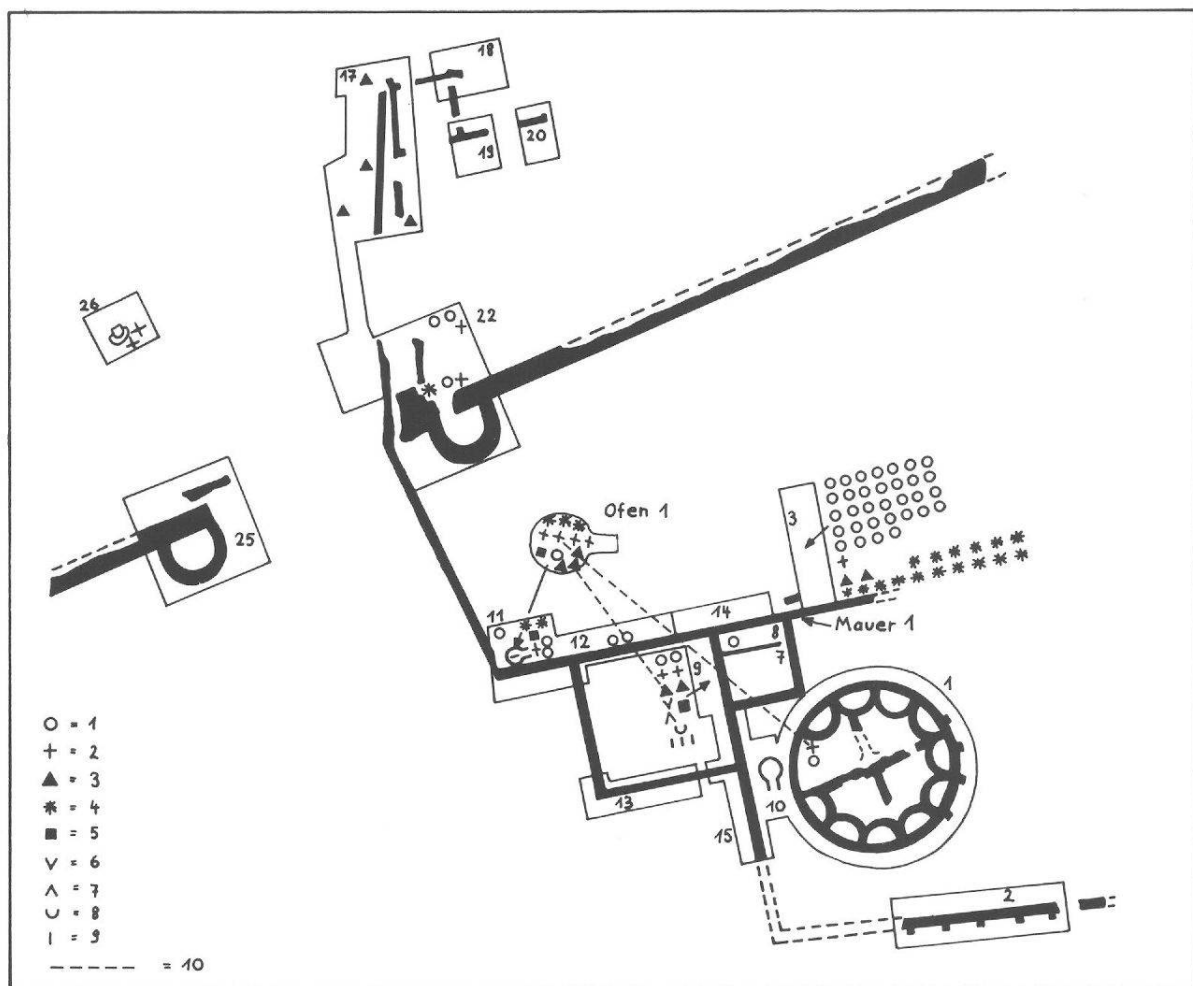 18
17
20
19
26
22
Ofen 1
3
25
11
14
12
Mauer 1
8
7
9
1
○ = 1
+ = 2
▲ = 3
✱ = 4
■ = 5
∨ = 6
∧ = 7
∪ = 8
| = 9
----- = 10
10
13
15
2